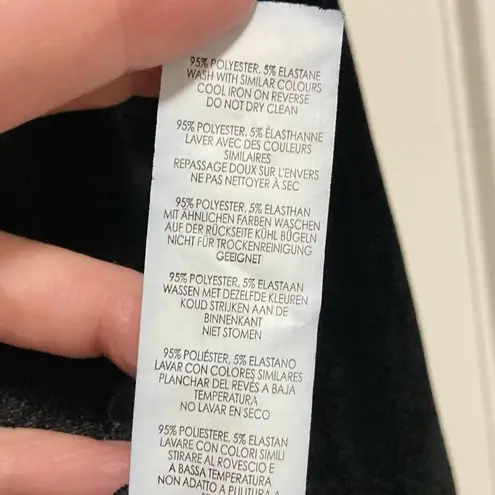 95% POLYESTER, 5% ELASTANE
WASH WITH SIMILAR COLOURS
COOL IRON ON REVERSE
DO NOT DRY CLEAN
95% POLYESTER, 5% ÉLASTHANNE
LAVER AVEC DES COULEURS
SIMILAIRES
REPASSAGE DOUX SUR L'ENVERS
NE PAS NETTOYER À SEC
95% POLYESTER, 5% ELASTHAN
MIT ÄHNLICHEN FARBEN WASCHEN
AUF DER RÜCKSEITE KÜHL BÜGELN
NICHT FÜR TROCKENREINIGUNG
GEEIGNET
95% POLYESTER, 5% ELASTAAN
WASSEN MET DEZELFDE KLEUREN
KOUD STRIJKEN AAN DE
BINNENKANT
NIET STOMEN
95% POLIÉSTER, 5% ELASTANO
LAVAR CON COLORES SIMILARES
PLANCHAR DEL REVÉS A BAJA
TEMPERATURA
NO LAVAR EN SECO
95% POLIESTERE, 5% ELASTAN
LAVARE CON COLORI SIMILI
STIRARE AL ROVESCIO E
A BASSA TEMPERATURA
NON ADATTO A PULITURA A